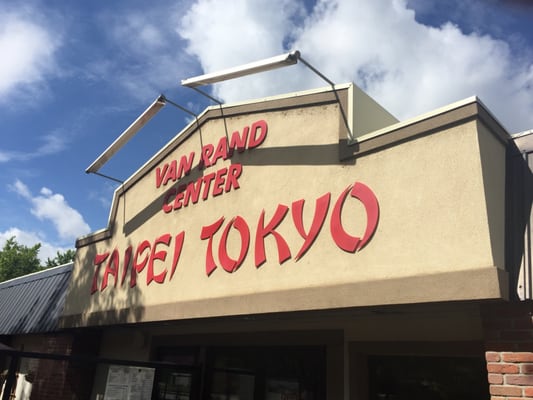 VAN RAND
CENTER
TAIPEI TOKYO